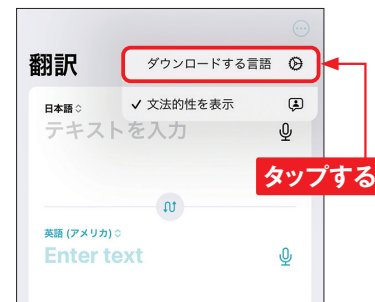 翻訳
ダウンロードする言語
日本語
✓ 文法的性を表示
テキストを入力
タップする
英語 (アメリカ)
Enter text